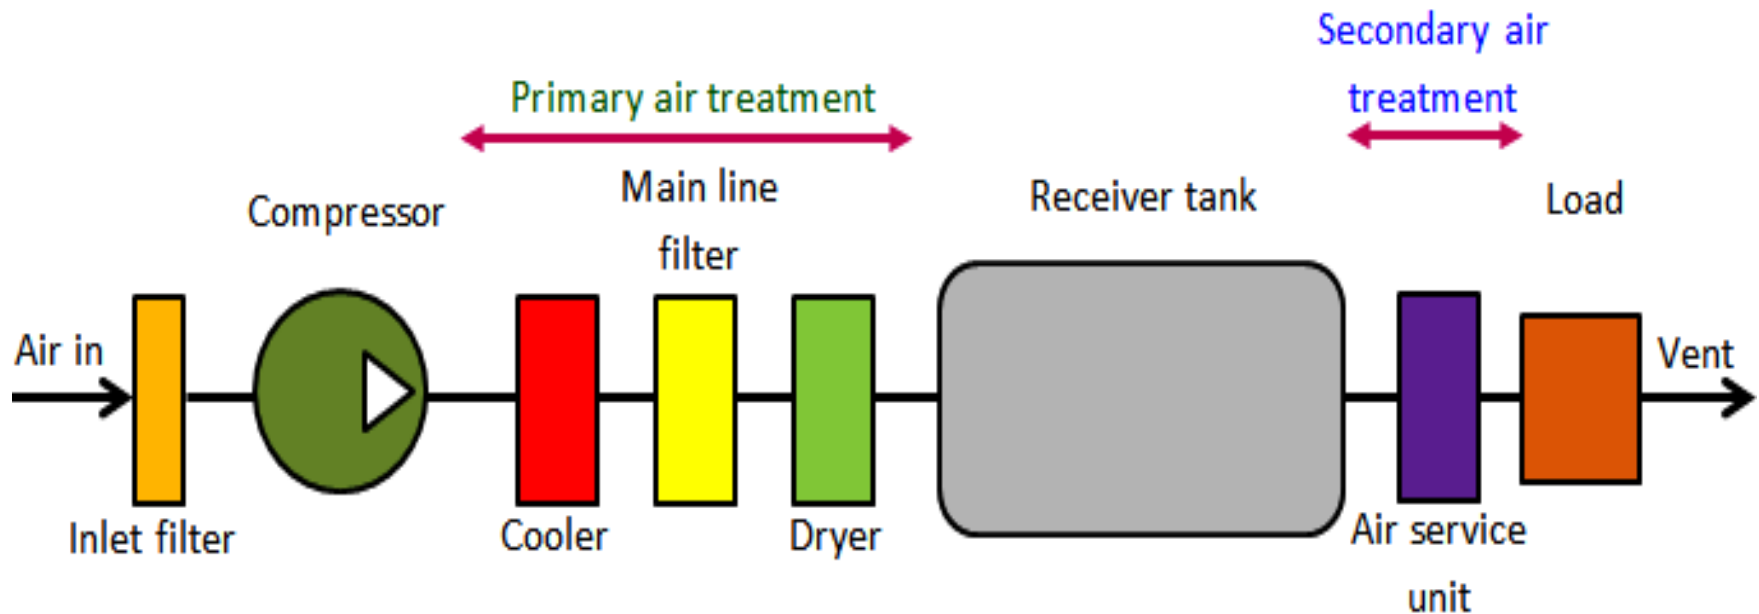 Secondary air
treatment
Primary air treatment
Main line
filter
Compressor
Receiver tank
Load
Air in
Vent
Inlet filter
Cooler
Dryer
Air service
unit